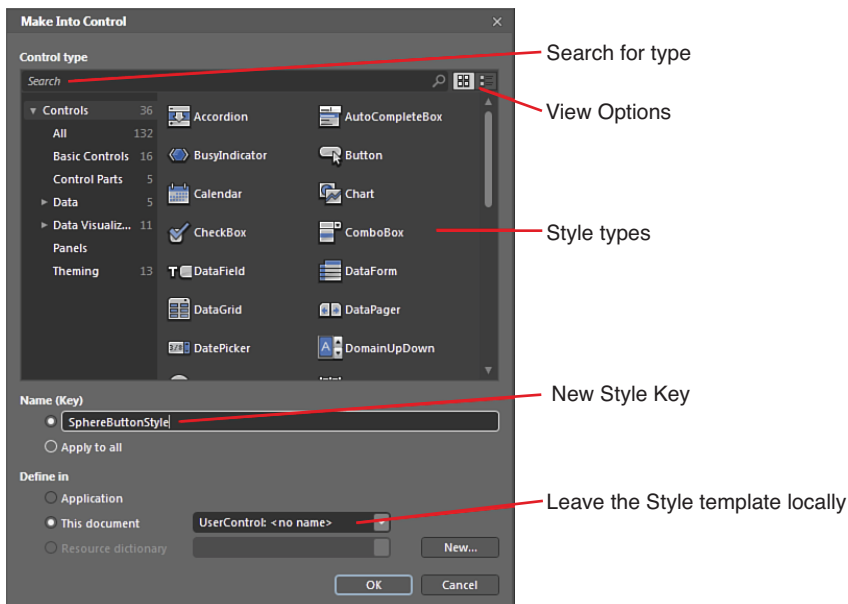 Make Into Control
Control type
Search
Search for type
View Options
Controls 36
All 132
Basic Controls 16
Control Parts 5
Data 5
Data Visualiz... 11
Panels
Theming 13
Accordion
AutoCompleteBox
BusyIndicator
Button
Calendar
Chart
CheckBox
ComboBox
T DataField
DataForm
DataGrid
DataPager
DatePicker
A DomainUpDown
Style types
Name (Key)
SphereButtonStyle
New Style Key
Apply to all
Define in
Application
This document
UserControl: <no name>
Leave the Style template locally
Resource dictionary
New...
OK
Cancel